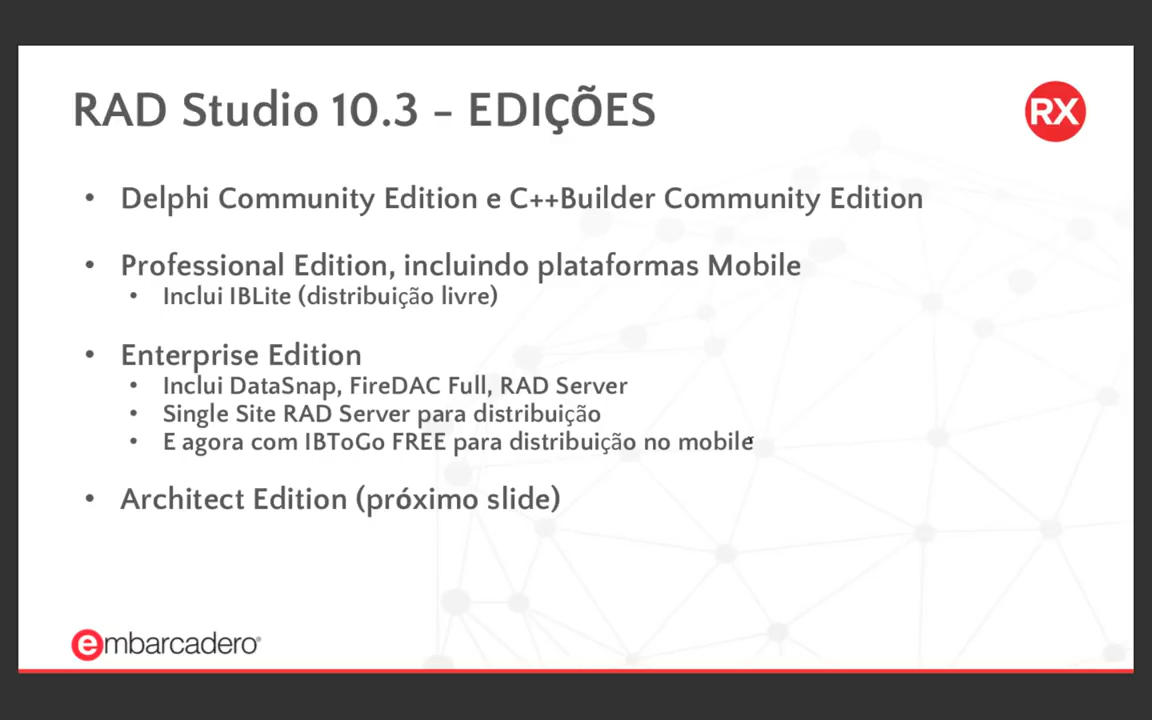 RAD Studio 10.3 – EDIÇÕES
RX
• Delphi Community Edition e C++Builder Community Edition
• Professional Edition, incluindo plataformas Mobile
• Inclui IBLite (distribuição livre)
• Enterprise Edition
• Inclui DataSnap, FireDAC Full, RAD Server
• Single Site RAD Server para distribuição
• E agora com IBToGo FREE para distribuição no mobile
• Architect Edition (próximo slide)
embarcadero®